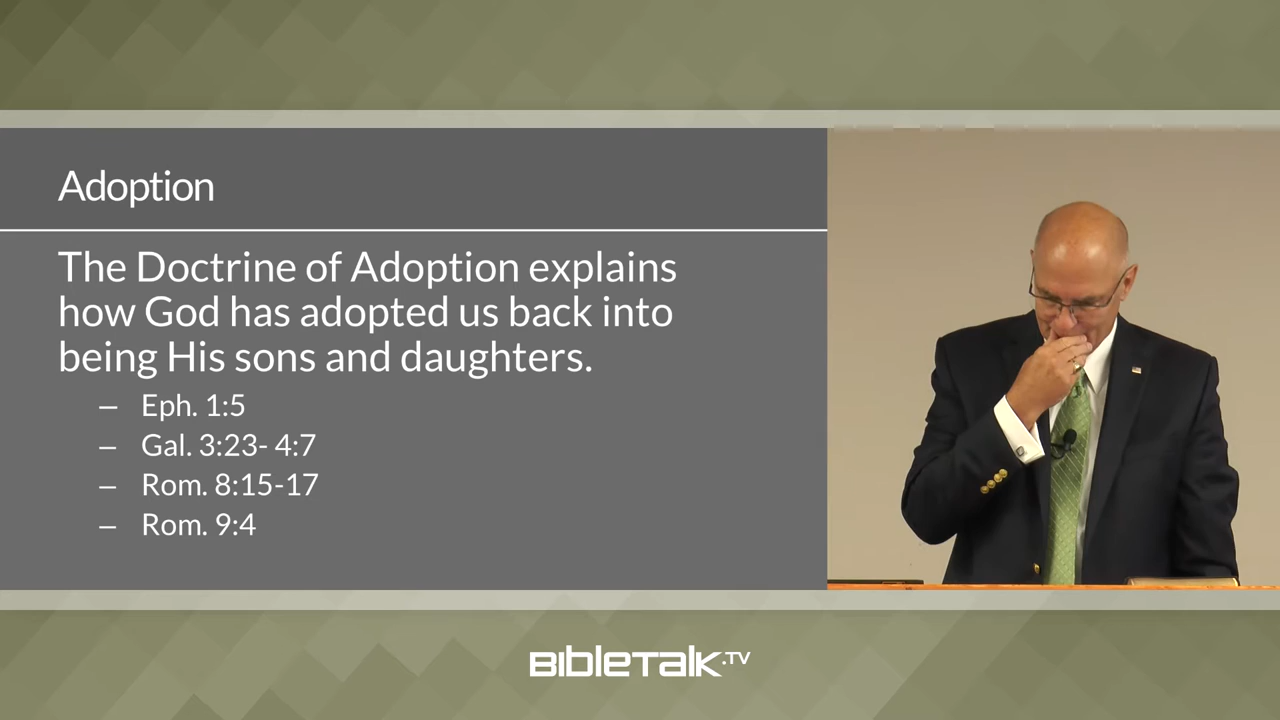 Adoption
The Doctrine of Adoption explains
how God has adopted us back into
being His sons and daughters.
– Eph. 1:5
– Gal. 3:23- 4:7
– Rom. 8:15-17
– Rom. 9:4
BIBLETALK.TV